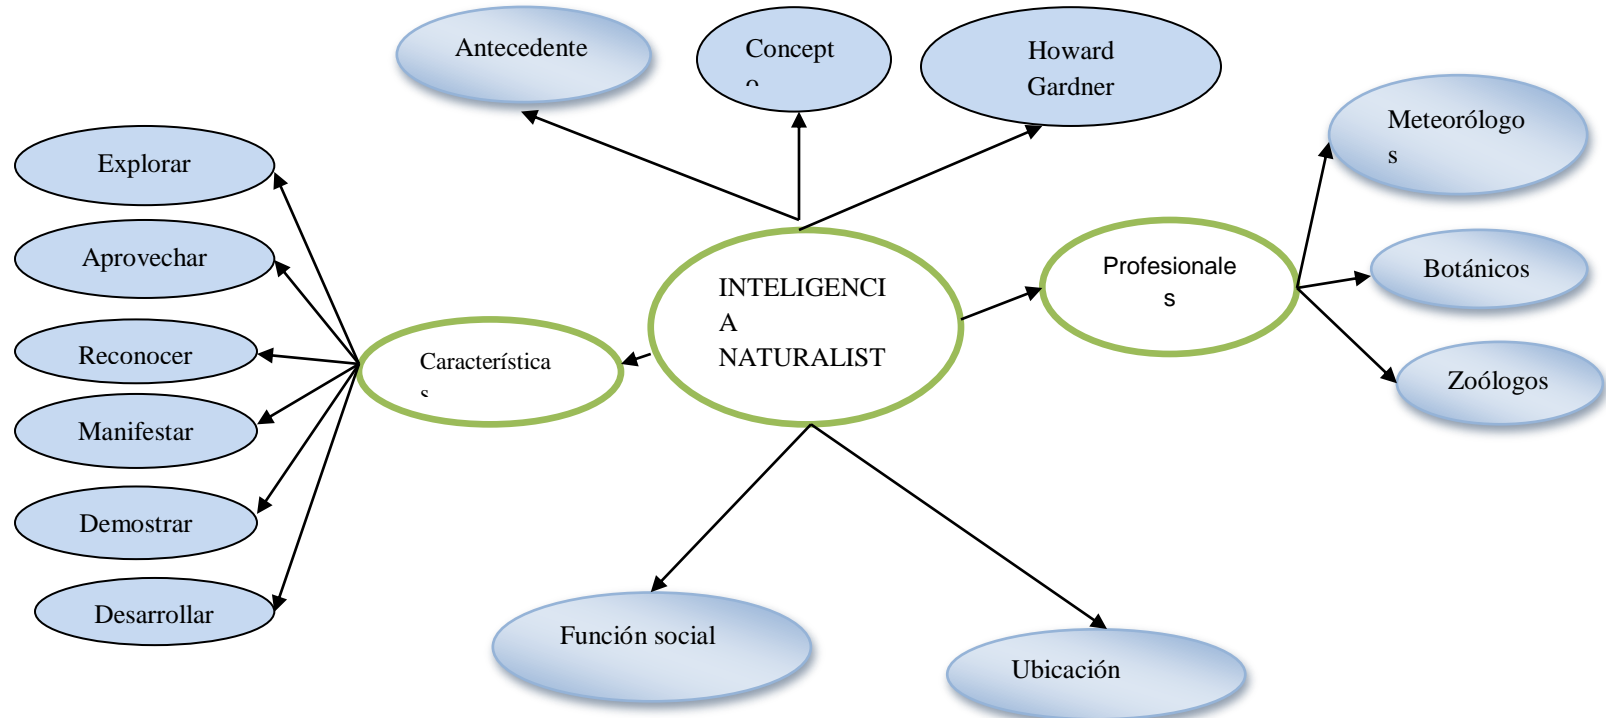 Antecedente
Concept
o
Howard
Gardner
Meteorólogo
s
Explorar
Aprovechar
Profesionale
s
Botánicos
INTELIGENCI
A
NATURALIST
Reconocer
Característica
s
Zoólogos
Manifestar
Demostrar
Desarrollar
Función social
Ubicación